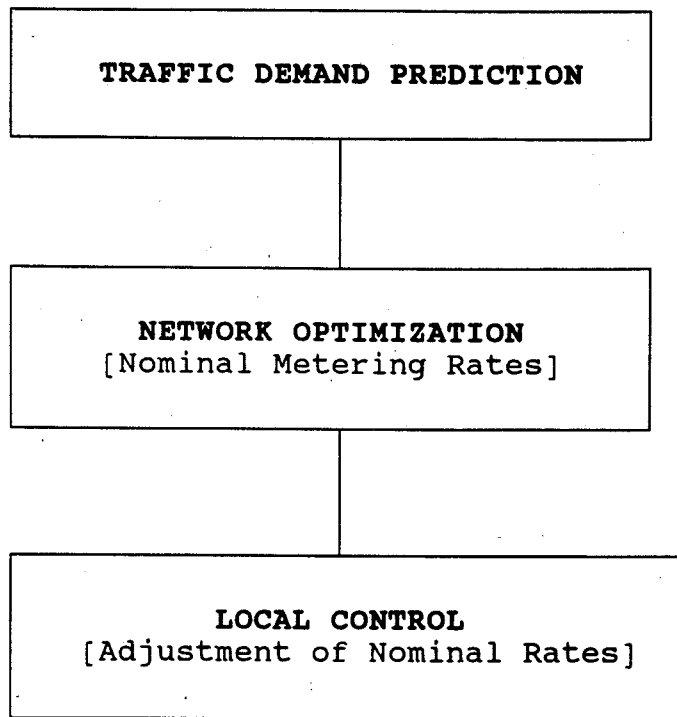 TRAFFIC DEMAND PREDICTION
NETWORK OPTIMIZATION
[Nominal Metering Rates]
LOCAL CONTROL
[Adjustment of Nominal Rates]